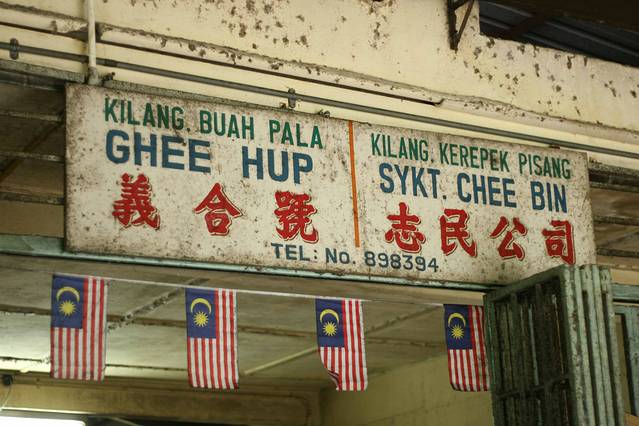 KILANG. BUAH PALA
GHEE HUP
義合號
KILANG. KEREPEK PISANG
SYKT. CHEE BIN
志民公司
TEL: NO. 898394